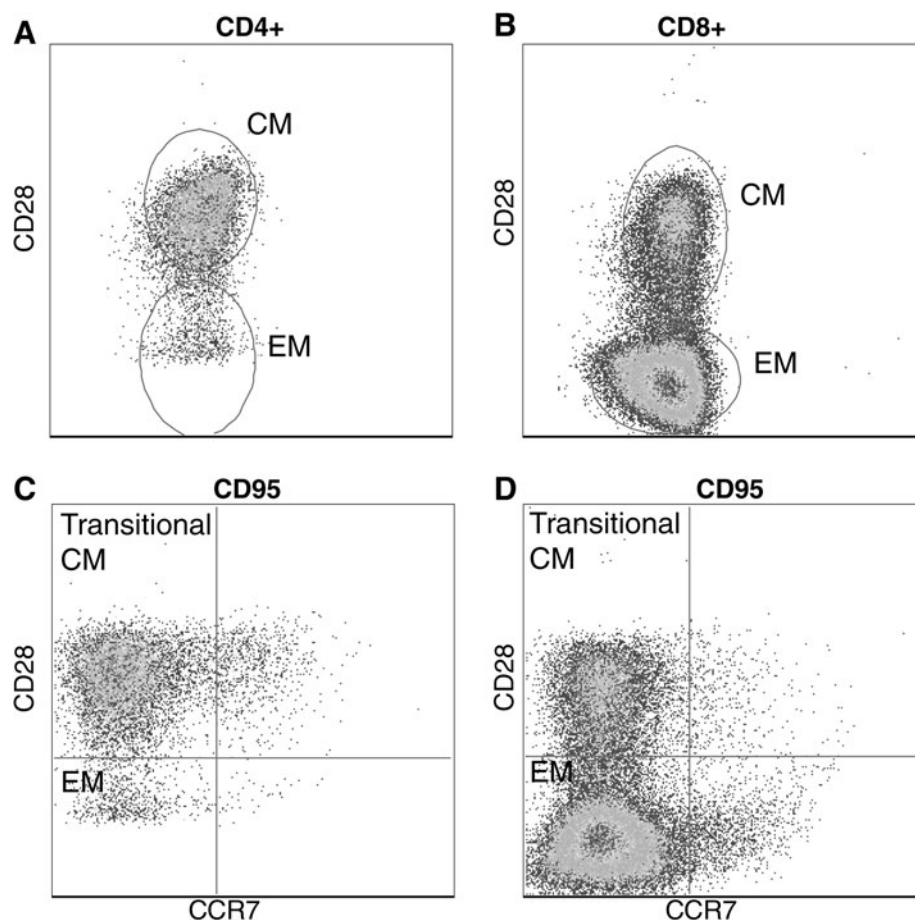 A
CD4+
CD28
CM
EM
B
CD8+
CD28
CM
EM
C
CD95
Transitional
CM
CD28
EM
CCR7
D
CD95
Transitional
CM
CD28
EM
CCR7